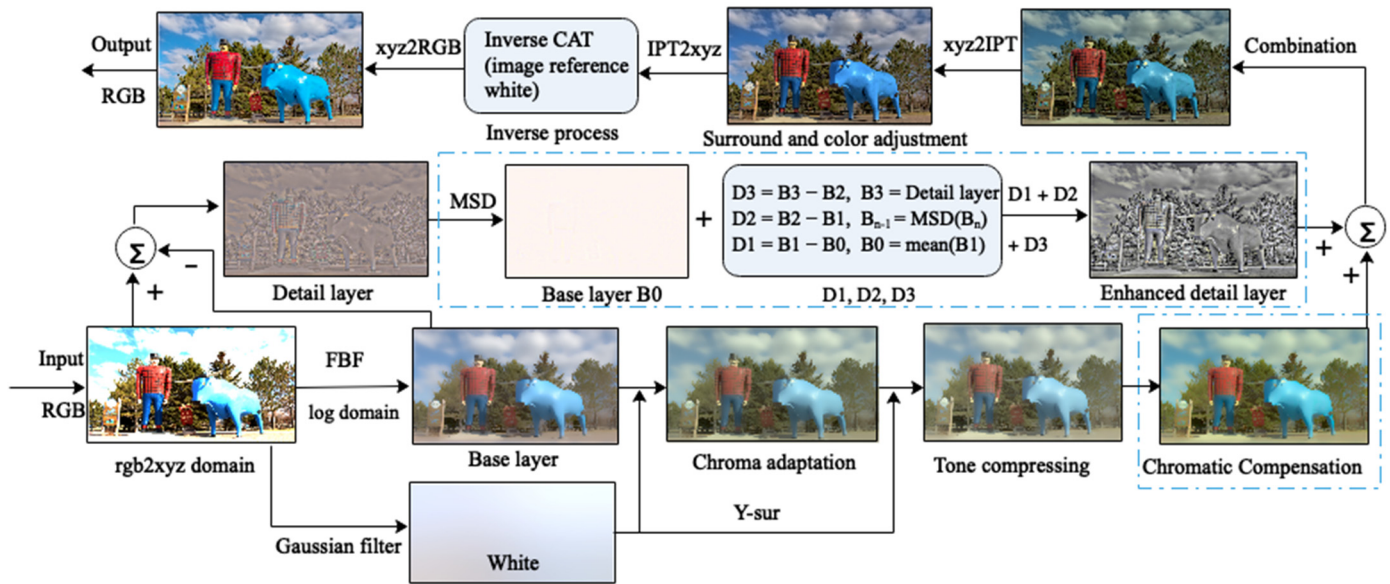 Output
RGB
xyz2RGB
Inverse CAT
(image reference
white)
Inverse process
IPT2xyz
Surround and color adjustment
xyz2IPT
Combination
Σ
−
+
Detail layer
MSD
Base layer B0
+
D3 = B3 − B2, B3 = Detail layer
D2 = B2 − B1, Bn-1 = MSD(Bn)
D1 = B1 − B0, B0 = mean(B1)
D1, D2, D3
D1 + D2
+ D3
Enhanced detail layer
+
Σ
+
Input
RGB
rgb2xyz domain
FBF
log domain
Base layer
Chroma adaptation
Tone compressing
Chromatic Compensation
Gaussian filter
White
Y-sur